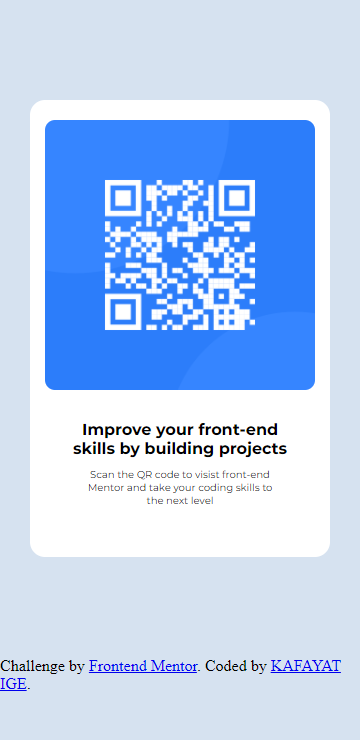 Improve your front-end
skills by building projects
Scan the QR code to visist front-end
Mentor and take your coding skills to
the next level
Challenge by Frontend Mentor. Coded by KAFAYAT
IGE.